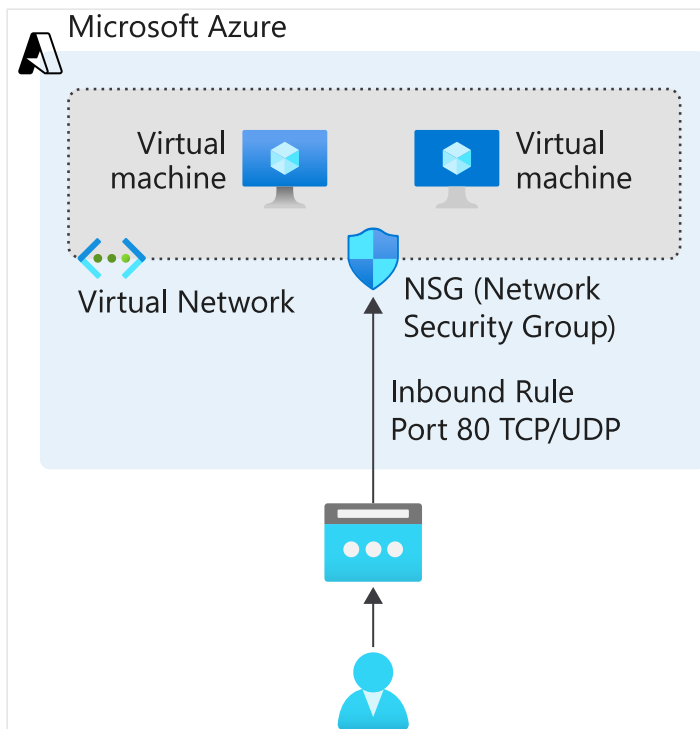 Microsoft Azure
Virtual
machine
Virtual
machine
Virtual Network
NSG (Network
Security Group)
Inbound Rule
Port 80 TCP/UDP